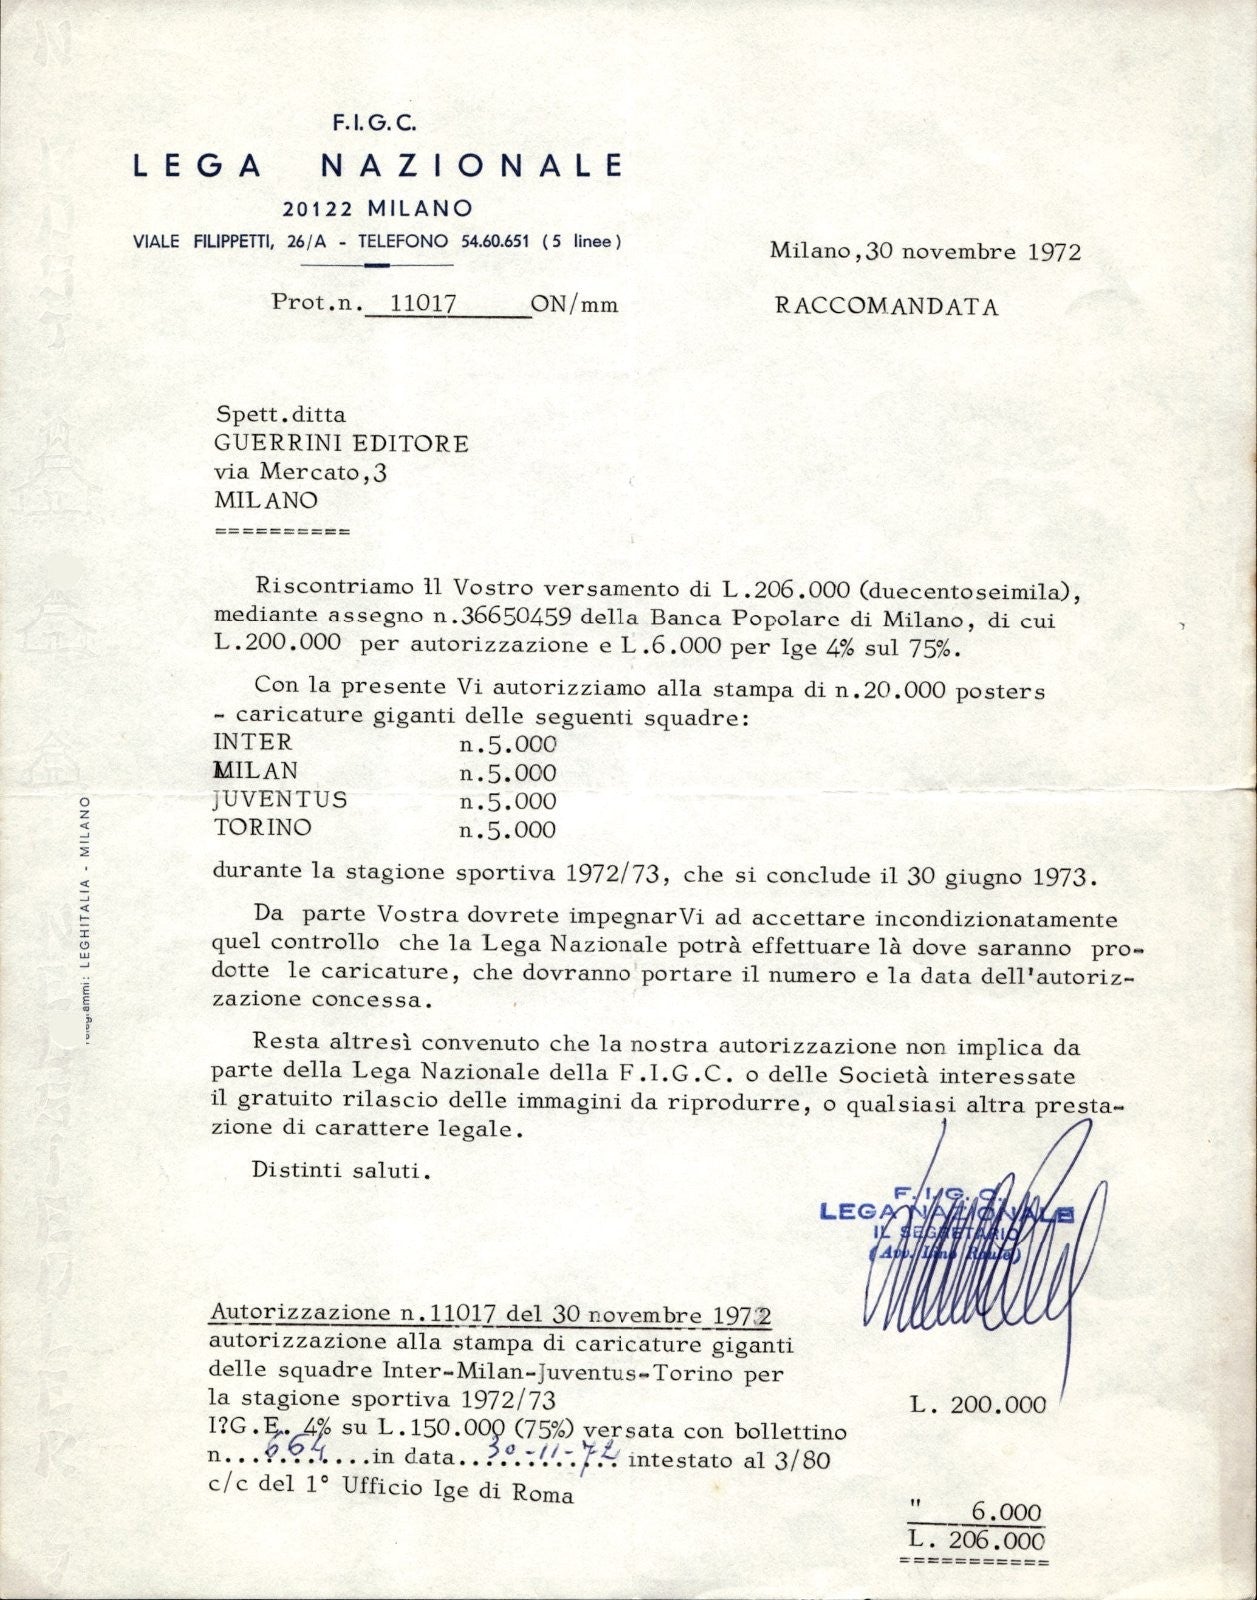 F.I.G.C.
LEGA NAZIONALE
20122 MILANO
VIALE FILIPPETTI, 26/A - TELEFONO 54.60.651 (5 linee)
Milano,30 novembre 1972
Prot.n. 11017 ON/mm
RACCOMANDATA
Spett.ditta
GUERRINI EDITORE
via Mercato,3
MILANO
==========
Riscontriamo il Vostro versamento di L.206.000 (duecentoseimila),
mediante assegno n.36650459 della Banca Popolare di Milano, di cui
L.200.000 per autorizzazione e L.6.000 per Ige 4% sul 75%.
Con la presente Vi autorizziamo alla stampa di n.20.000 posters
- caricature giganti delle seguenti squadre:
INTER n.5.000
MILAN n.5.000
JUVENTUS n.5.000
TORINO n.5.000
durante la stagione sportiva 1972/73, che si conclude il 30 giugno 1973.
Da parte Vostra dovrete impegnarVi ad accettare incondizionatamente
quel controllo che la Lega Nazionale potrà effettuare là dove saranno pro-
dotte le caricature, che dovranno portare il numero e la data dell'autoriz-
zazione concessa.
Resta altresì convenuto che la nostra autorizzazione non implica da
parte della Lega Nazionale della F.I.G.C. o delle Società interessate
il gratuito rilascio delle immagini da riprodurre, o qualsiasi altra presta-
zione di carattere legale.
Distinti saluti.
F.I.G.C.
LEGA NAZIONALE
IL SEGRETARIO
(Avv. Lino
Autorizzazione n.11017 del 30 novembre 1972
autorizzazione alla stampa di caricature giganti
delle squadre Inter-Milan-Juventus-Torino per
la stagione sportiva 1972/73 L. 200.000
I?G.E. 4% su L.150.000 (75%) versata con bollettino
n...664....in data..30-11-72.. intestato al 3/80
c/c del 1° Ufficio Ige di Roma
" 6.000
L. 206.000
===========
Telegrammi: LEGHITALIA - MILANO